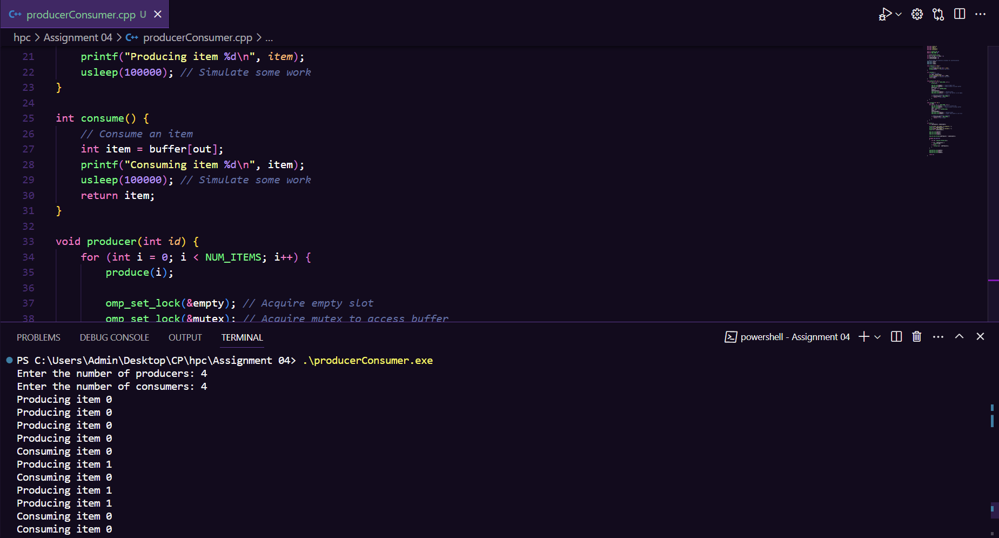 C++ producerConsumer.cpp U
hpc > Assignment 04 > C++ producerConsumer.cpp > ...
21 printf("Producing item %d\n", item);
22 usleep(100000); // Simulate some work
23 }
24
25 int consume() {
26 // Consume an item
27 int item = buffer[out];
28 printf("Consuming item %d\n", item);
29 usleep(100000); // Simulate some work
30 return item;
31 }
32
33 void producer(int id) {
34 for (int i = 0; i < NUM_ITEMS; i++) {
35 produce(i);
36
37 omp_set_lock(&empty); // Acquire empty slot
38 omp_set_lock(&mutex); // Acquire mutex to access buffer
PROBLEMS DEBUG CONSOLE OUTPUT TERMINAL powershell - Assignment 04
PS C:\Users\Admin\Desktop\CP\hpc\Assignment 04> .\producerConsumer.exe
Enter the number of producers: 4
Enter the number of consumers: 4
Producing item 0
Producing item 0
Producing item 0
Producing item 0
Consuming item 0
Producing item 1
Consuming item 0
Producing item 1
Producing item 1
Consuming item 0
Consuming item 0